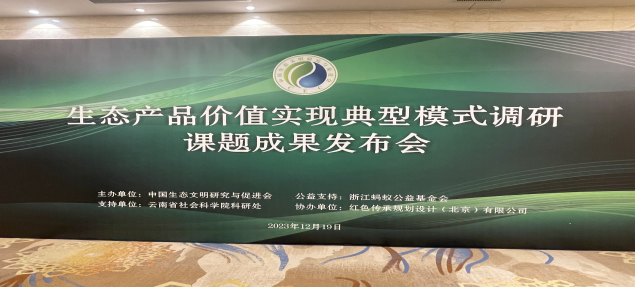 生态产品价值实现典型模式调研
课题成果发布会
主办单位：中国生态文明研究与促进会 公益支持：浙江蚂蚁公益基金会
支持单位：云南省社会科学院科研处 协办单位：红色传承规划设计（北京）有限公司
2023年12月19日